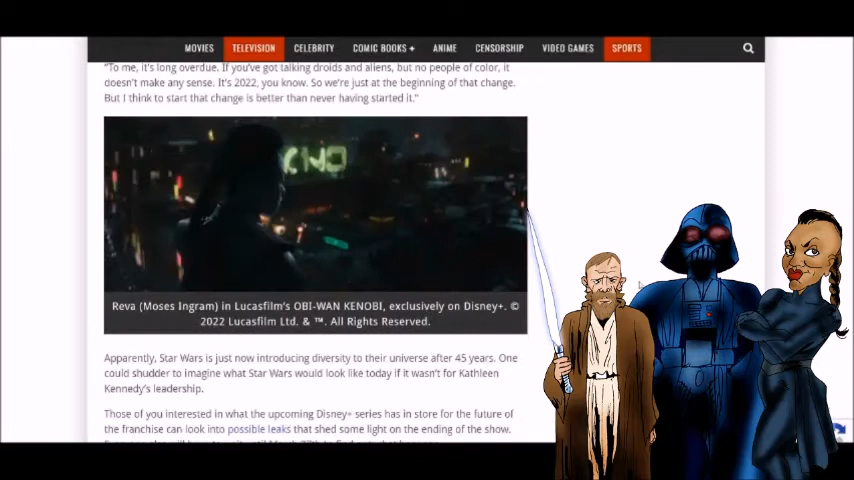 MOVIES TELEVISION CELEBRITY COMIC BOOKS + ANIME CENSORSHIP VIDEO GAMES SPORTS
"To me, it's long overdue. If you've got talking droids and aliens, but no people of color, it
doesn't make any sense. It's 2022, you know. So we're just at the beginning of that change.
But I think to start that change is better than never having started it."
Reva (Moses Ingram) in Lucasfilm's OBI-WAN KENOBI, exclusively on Disney+. ©
2022 Lucasfilm Ltd. & ™. All Rights Reserved.
Apparently, Star Wars is just now introducing diversity to their universe after 45 years. One
could shudder to imagine what Star Wars would look like today if it wasn't for Kathleen
Kennedy's leadership.
Those of you interested in what the upcoming Disney+ series has in store for the future of
the franchise can look into possible leaks that shed some light on the ending of the show.